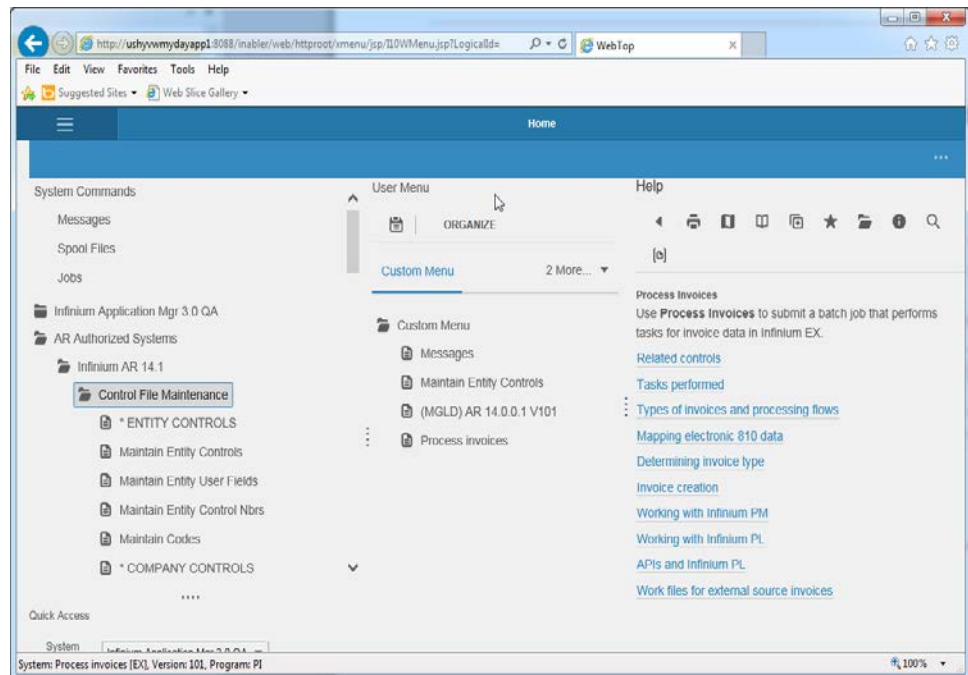 http://ushyvwmydayapp1:8088/inabler/web/httproot/xmenu/jsp/I10WMenu.jsp?LogicalId=
WebTop
File Edit View Favorites Tools Help
Suggested Sites Web Slice Gallery
Home
System Commands
Messages
Spool Files
Jobs
Infinium Application Mgr 3.0 QA
AR Authorized Systems
Infinium AR 14.1
Control File Maintenance
* ENTITY CONTROLS
Maintain Entity Controls
Maintain Entity User Fields
Maintain Entity Control Nbrs
Maintain Codes
* COMPANY CONTROLS
Quick Access
System
Infinium Application Mgr 3.0 QA
User Menu
ORGANIZE
Custom Menu
2 More...
Custom Menu
Messages
Maintain Entity Controls
(MGLD) AR 14.0.0.1 V101
Process invoices
Help
Process Invoices
Use Process Invoices to submit a batch job that performs
tasks for invoice data in Infinium EX.
Related controls
Tasks performed
Types of invoices and processing flows
Mapping electronic 810 data
Determining invoice type
Invoice creation
Working with Infinium PM
Working with Infinium PL
APIs and Infinium PL
Work files for external source invoices
System: Process invoices [EX], Version: 101, Program: PI
100%